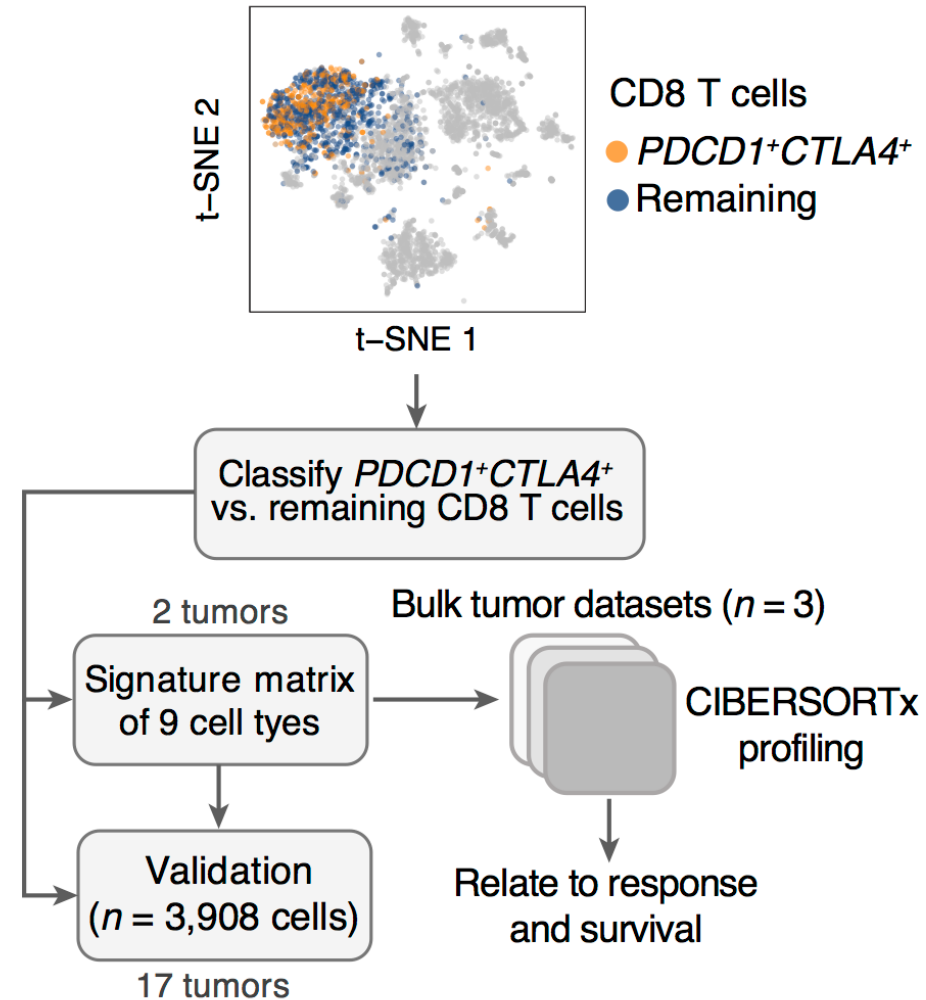 t–SNE 2
t–SNE 1
CD8 T cells
PDCD1⁺CTLA4⁺
Remaining
Classify PDCD1⁺CTLA4⁺
vs. remaining CD8 T cells
2 tumors
Signature matrix
of 9 cell tyes
Bulk tumor datasets (n = 3)
CIBERSORTx
profiling
Validation
(n = 3,908 cells)
17 tumors
Relate to response
and survival